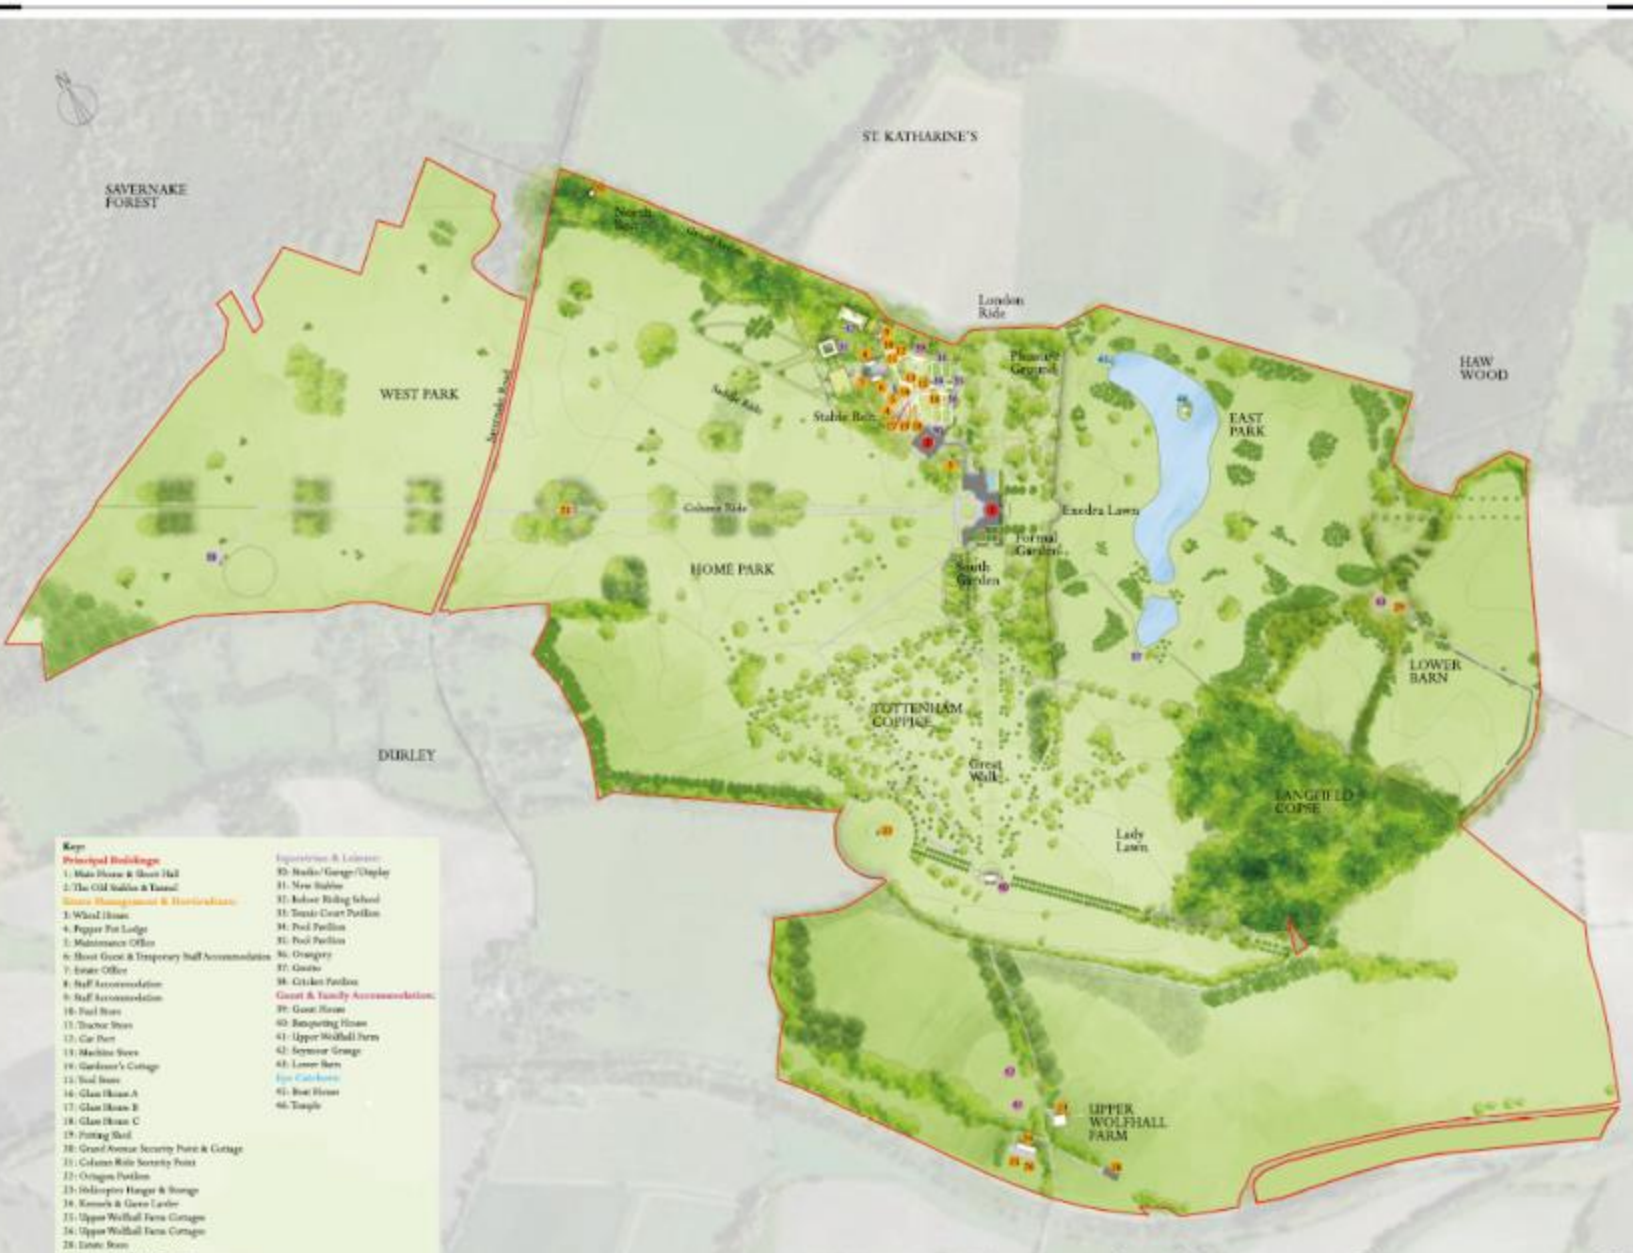 N
ST. KATHARINE'S
SAVERNAKE
FOREST
North
London
Ride
Pleasure
Ground
HAW
WOOD
WEST PARK
Savernake Road
Saddle Ride
Stable Belt
EAST
PARK
Column Ride
Exedra Lawn
Formal
Garden
South
Garden
HOME PARK
LOWER
BARN
TOTTENHAM
COPPICE
DURLEY
Great
Walk
LANGFIELD
COPSE
Lady
Lawn
UPPER
WOLFHALL
FARM
Key:
Principal Buildings:
1: Main House & Shoot Hall
2: The Old Stables & Tunnel
Estate Management & Horticulture:
3: Wheel House
4: Pepper Pot Lodge
5: Maintenance Office
6: Shoot Guest & Temporary Staff Accommodation
7: Estate Office
8: Staff Accommodation
9: Staff Accommodation
10: Fuel Store
11: Tractor Store
12: Car Port
13: Machine Store
14: Gardener's Cottage
15: Tool Store
16: Glass House A
17: Glass House B
18: Glass House C
19: Potting Shed
20: Grand Avenue Security Point & Cottage
21: Column Ride Security Point
22: Octagon Pavilion
23: Helicopter Hangar & Storage
24: Kennels & Game Larder
25: Upper Wolfhall Farm Cottages
26: Upper Wolfhall Farm Cottages
28: Estate Store
Equestrian & Leisure:
30: Studio/Garage/Display
31: New Stables
32: Indoor Riding School
33: Tennis Court Pavilion
34: Pool Pavilion
35: Pool Pavilion
36: Orangery
37: Grotto
38: Cricket Pavilion
Guest & Family Accommodation:
39: Guest House
40: Banqueting House
41: Upper Wolfhall Farm
42: Seymour Grange
43: Lower Barn
Eye Catchers:
45: Boat House
46: Temple